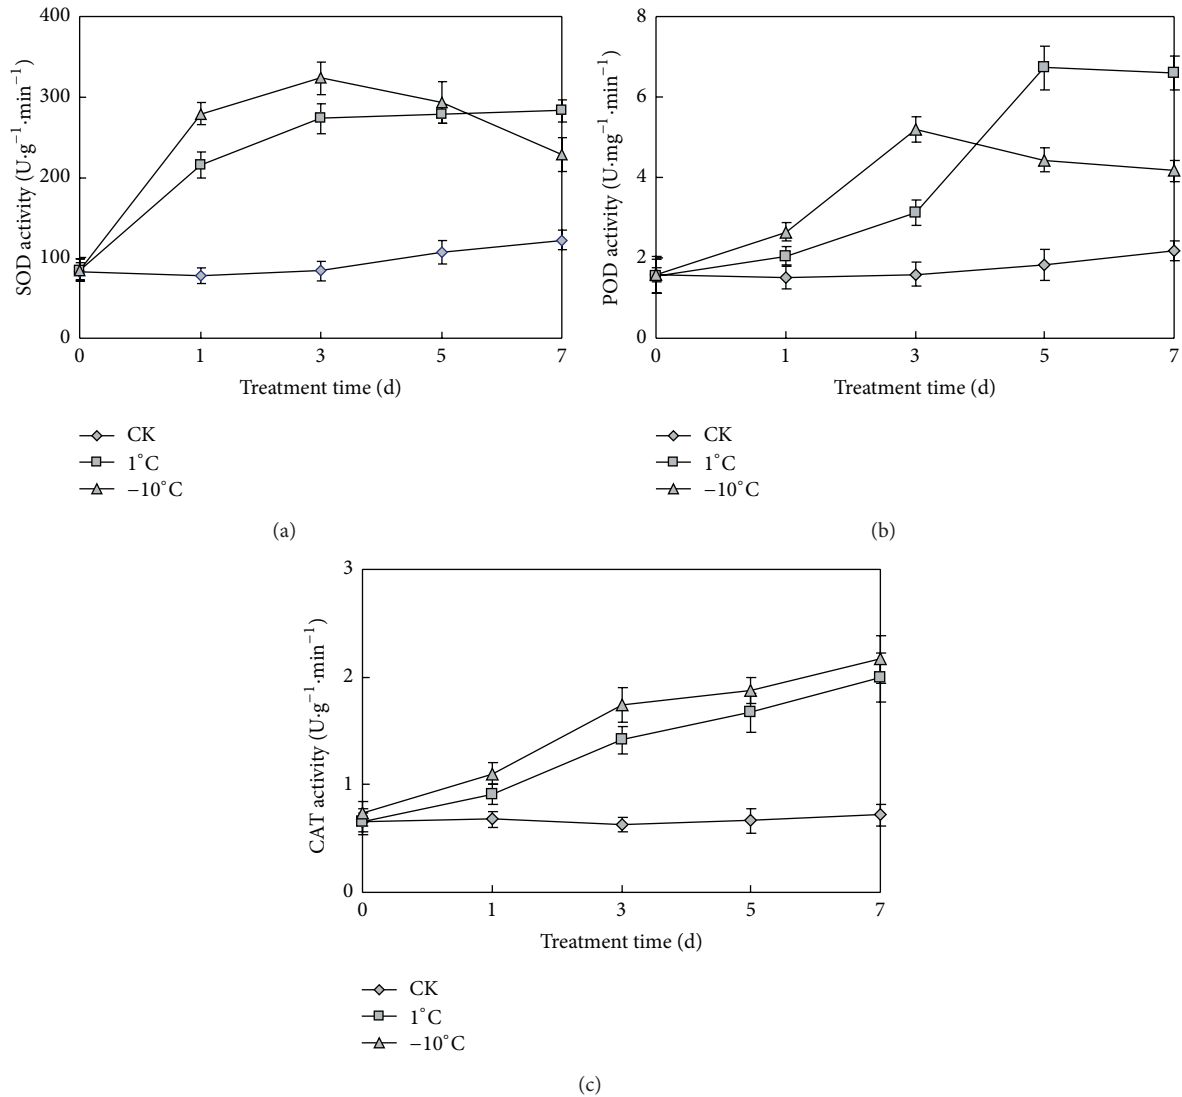 400
300
200
100
0
SOD activity (U·g−1·min−1)
0 1 3 5 7
Treatment time (d)
CK
1°C
−10°C
(a)
8
6
4
2
0
POD activity (U·mg−1·min−1)
0 1 3 5 7
Treatment time (d)
CK
1°C
−10°C
(b)
3
2
1
0
CAT activity (U·g−1·min−1)
0 1 3 5 7
Treatment time (d)
CK
1°C
−10°C
(c)